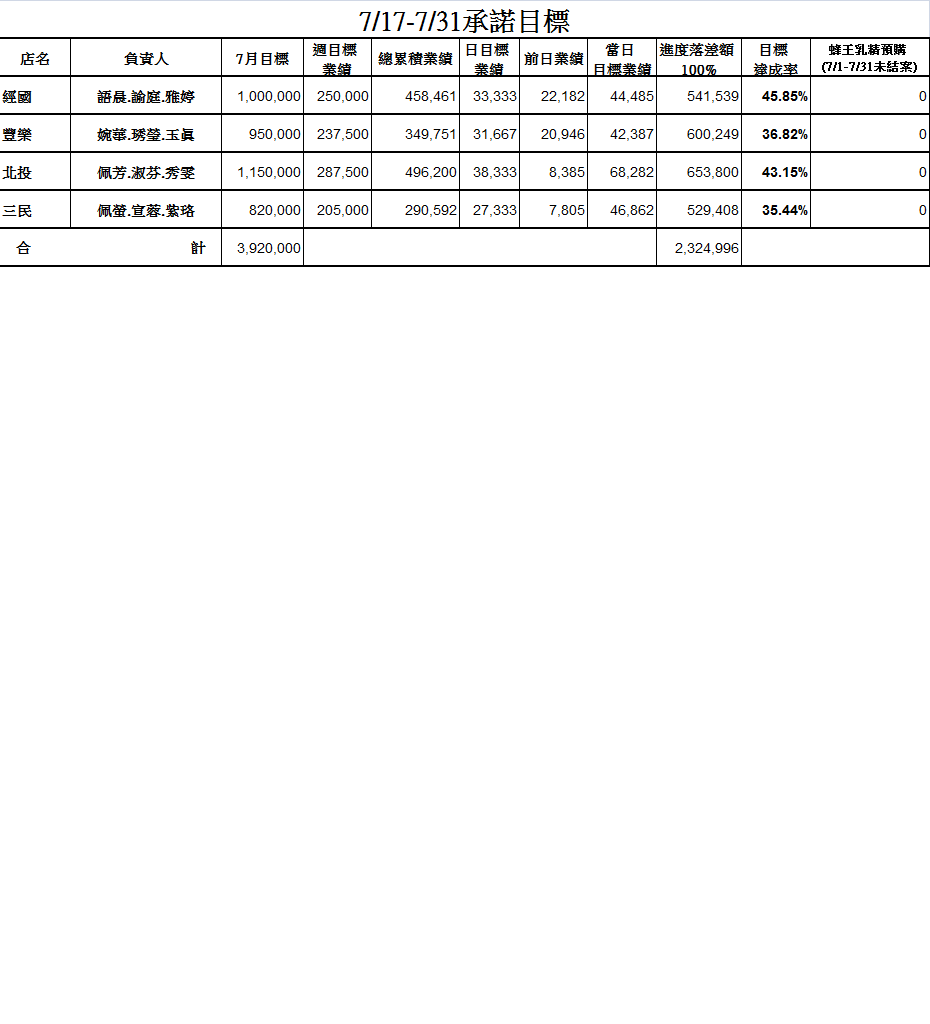 7/17-7/31承諾目標
店名 負責人 7月目標 週目標業績 總累積業績 日目標業績 前日業績 當日目標業績 進度落差額100% 目標達成率 蜂王乳精預購(7/1-7/31未結案)
經國 語晨.諭庭.雅婷 1,000,000 250,000 458,461 33,333 22,182 44,485 541,539 45.85% 0
豐樂 婉華.琇瑩.玉眞 950,000 237,500 349,751 31,667 20,946 42,387 600,249 36.82% 0
北投 佩芳.淑芬.秀雯 1,150,000 287,500 496,200 38,333 8,385 68,282 653,800 43.15% 0
三民 佩螢.宣蓉.紫珞 820,000 205,000 290,592 27,333 7,805 46,862 529,408 35.44% 0
合 計 3,920,000 2,324,996